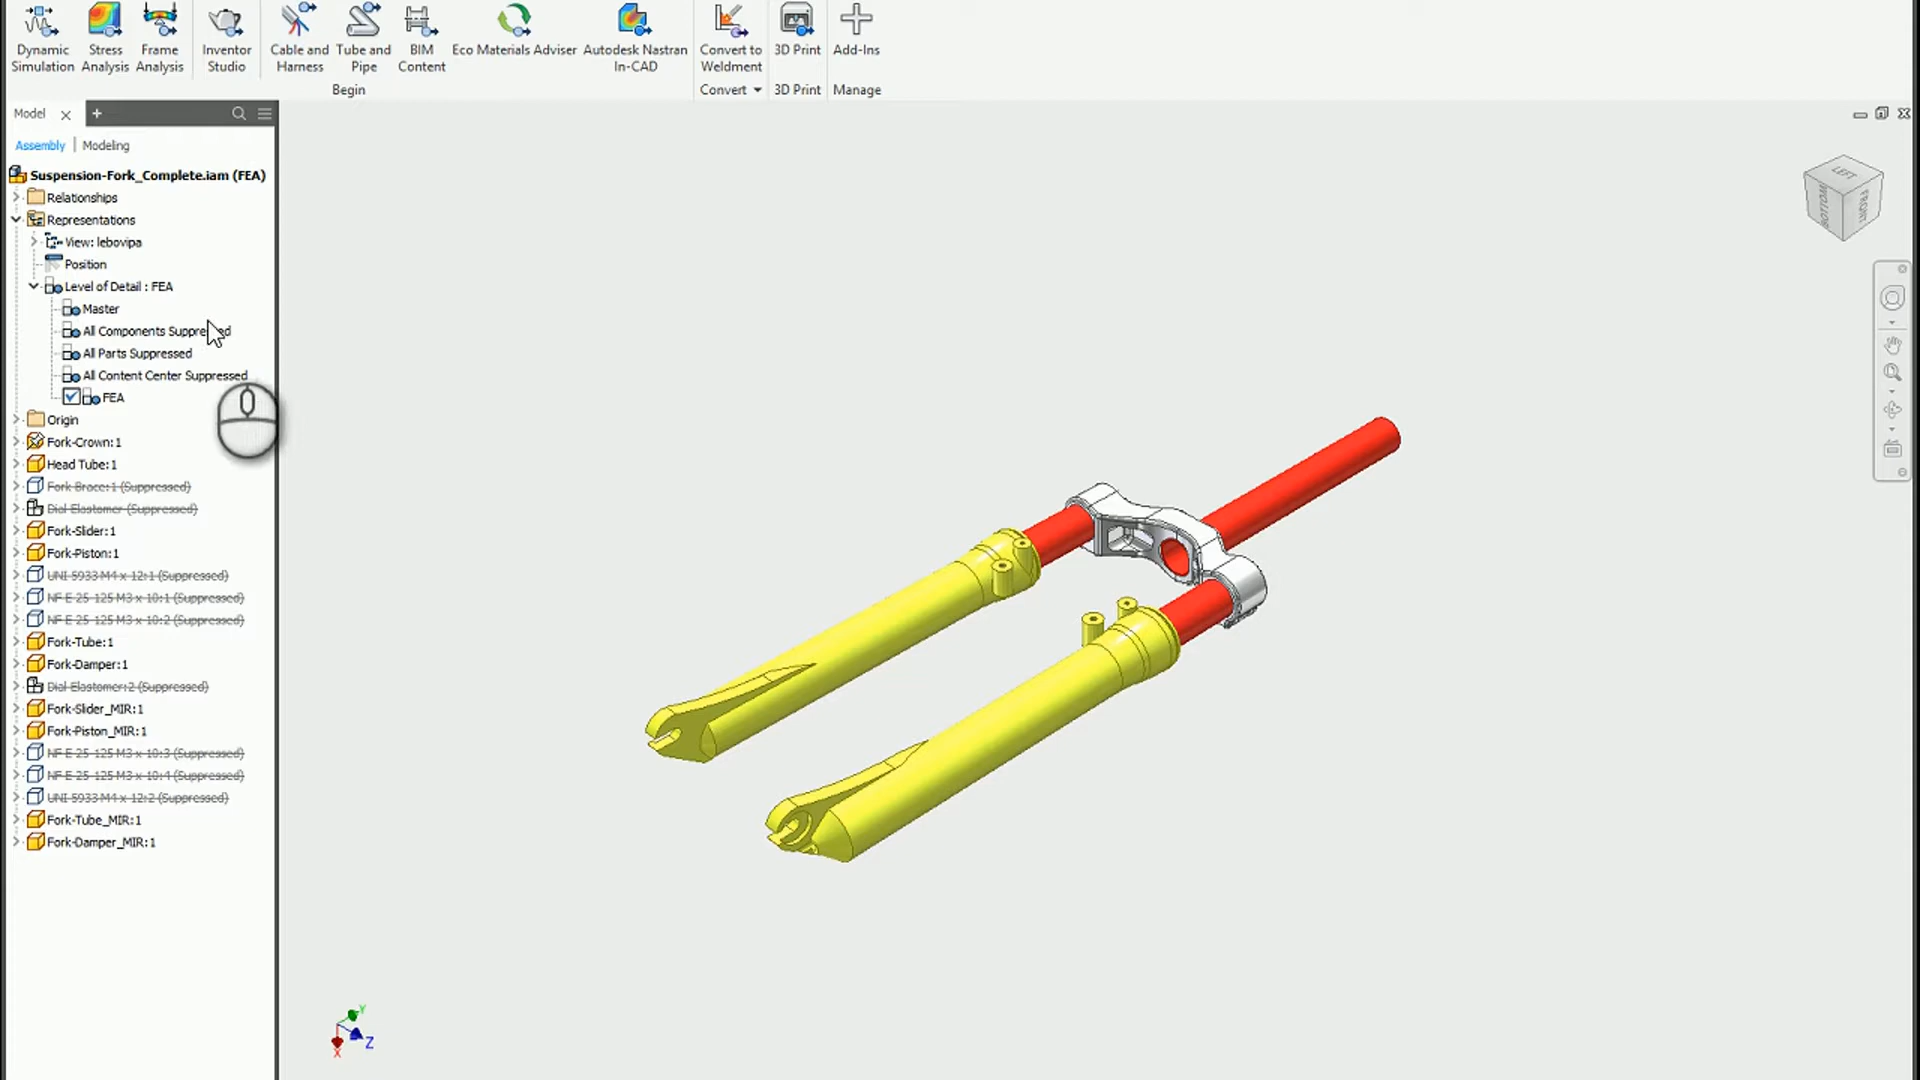 Dynamic Simulation
Stress Analysis
Frame Analysis
Inventor Studio
Cable and Harness
Tube and Pipe
BIM Content
Eco Materials Adviser
Autodesk Nastran In-CAD
Convert to Weldment
3D Print
Add-Ins
Begin
Convert
3D Print
Manage
Model
Assembly | Modeling
Suspension-Fork_Complete.iam (FEA)
Relationships
Representations
View: lebovipa
Position
Level of Detail : FEA
Master
All Components Suppressed
All Parts Suppressed
All Content Center Suppressed
FEA
Origin
Fork-Crown:1
Head Tube:1
Fork-Brace:1 (Suppressed)
Dial Elastomer (Suppressed)
Fork-Slider:1
Fork-Piston:1
UNI 5933 M4 x 12:1 (Suppressed)
NF E 25-125 M3 x 10:1 (Suppressed)
NF E 25-125 M3 x 10:2 (Suppressed)
Fork-Tube:1
Fork-Damper:1
Dial Elastomer:2 (Suppressed)
Fork-Slider_MIR:1
Fork-Piston_MIR:1
NF E 25-125 M3 x 10:3 (Suppressed)
NF E 25-125 M3 x 10:4 (Suppressed)
UNI 5933 M4 x 12:2 (Suppressed)
Fork-Tube_MIR:1
Fork-Damper_MIR:1
LEFT
BOTTOM
FRONT
Y
Z
X